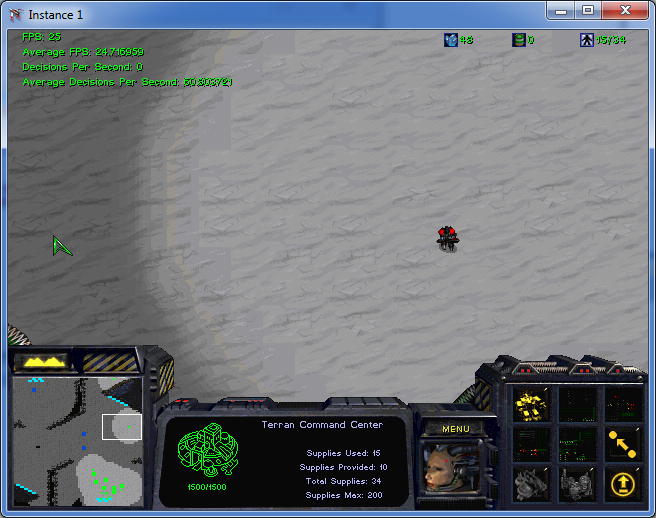 Instance 1
FPS: 25
48
0
15/34
Average FPS: 24.716959
Decisions Per Second: 0
Average Decisions Per Second: 50.303721
Terran Command Center
MENU
Supplies Used: 15
Supplies Provided: 10
Total Supplies: 34
1500/1500
Supplies Max: 200